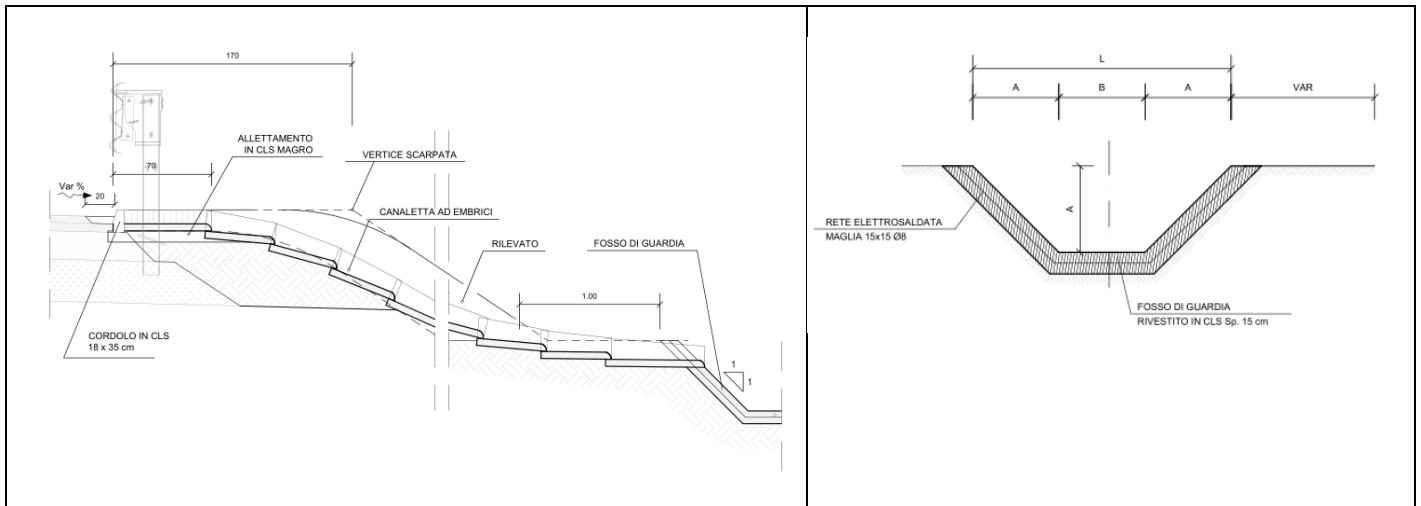 170
ALLETTAMENTO
IN CLS MAGRO
70
VERTICE SCARPATA
Var %
20
CANALETTA AD EMBRICI
RILEVATO
FOSSO DI GUARDIA
1.00
CORDOLO IN CLS
18 x 35 cm
1
1
L
A
B
A
VAR
A
RETE ELETTROSALDATA
MAGLIA 15x15 Ø8
FOSSO DI GUARDIA
RIVESTITO IN CLS Sp. 15 cm